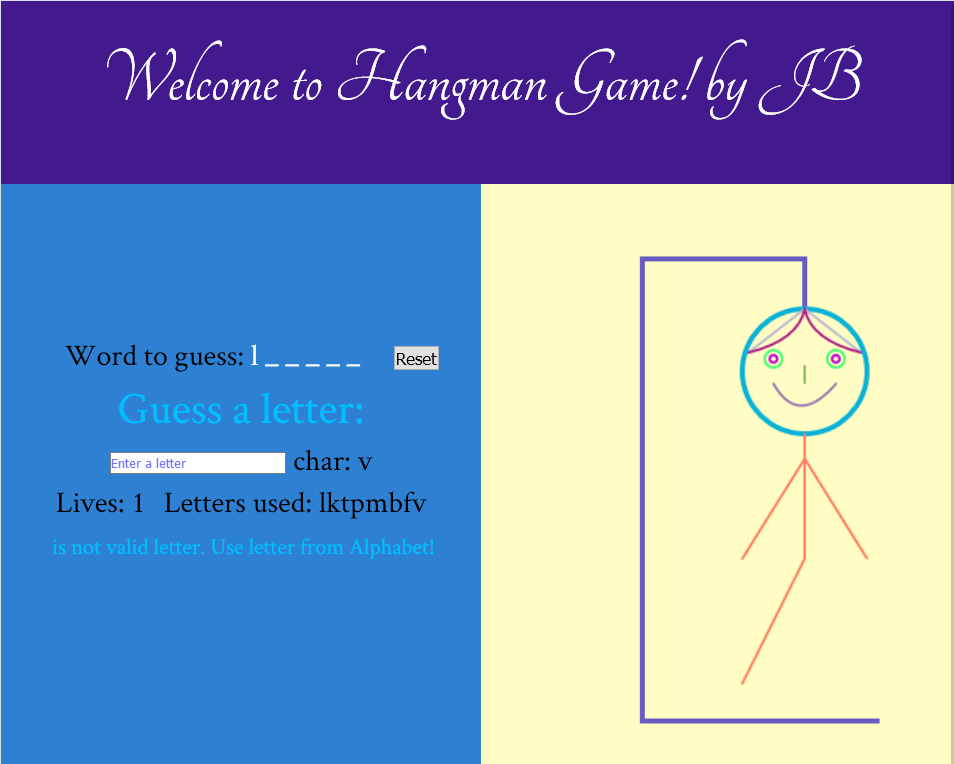 Welcome to Hangman Game! by JB
Word to guess: l _ _ _ _ _ Reset
Guess a letter:
Enter a letter char: v
Lives: 1 Letters used: lktpmbfv
is not valid letter. Use letter from Alphabet!